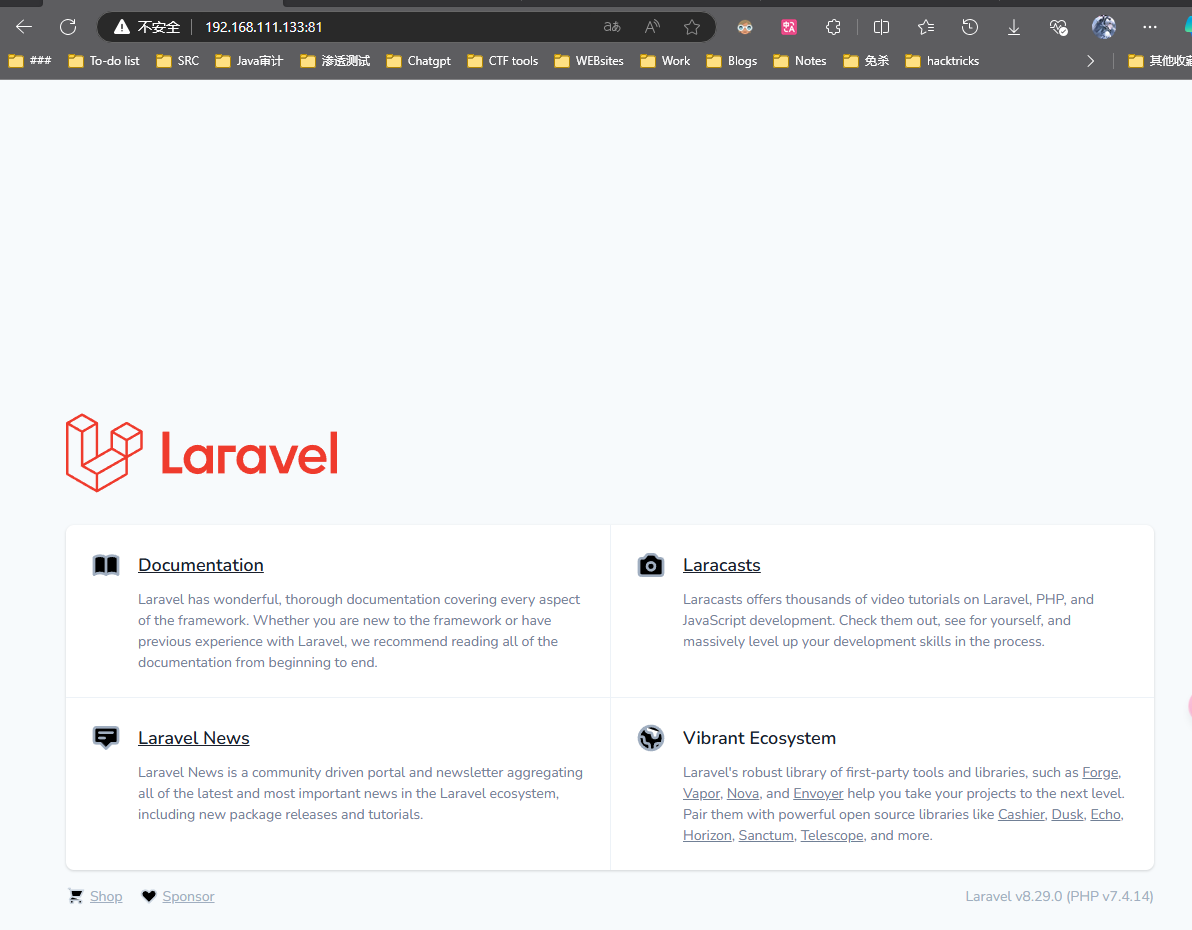 不安全 192.168.111.133:81
### To-do list SRC Java审计 渗透测试 Chatgpt CTF tools WEBsites Work Blogs Notes 免杀 hacktricks 其他收藏
Laravel
Documentation
Laravel has wonderful, thorough documentation covering every aspect
of the framework. Whether you are new to the framework or have
previous experience with Laravel, we recommend reading all of the
documentation from beginning to end.
Laracasts
Laracasts offers thousands of video tutorials on Laravel, PHP, and
JavaScript development. Check them out, see for yourself, and
massively level up your development skills in the process.
Laravel News
Laravel News is a community driven portal and newsletter aggregating
all of the latest and most important news in the Laravel ecosystem,
including new package releases and tutorials.
Vibrant Ecosystem
Laravel's robust library of first-party tools and libraries, such as Forge,
Vapor, Nova, and Envoyer help you take your projects to the next level.
Pair them with powerful open source libraries like Cashier, Dusk, Echo,
Horizon, Sanctum, Telescope, and more.
Shop Sponsor Laravel v8.29.0 (PHP v7.4.14)